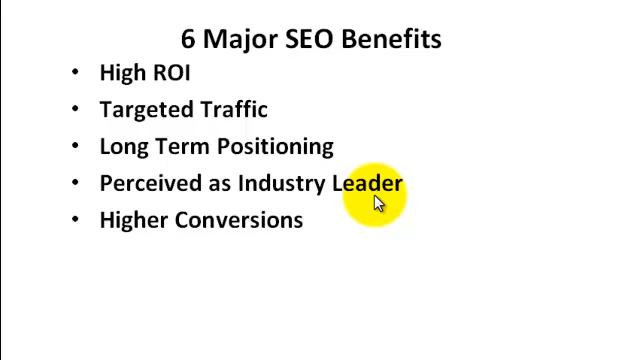 6 Major SEO Benefits
• High ROI
• Targeted Traffic
• Long Term Positioning
• Perceived as Industry Leader
• Higher Conversions